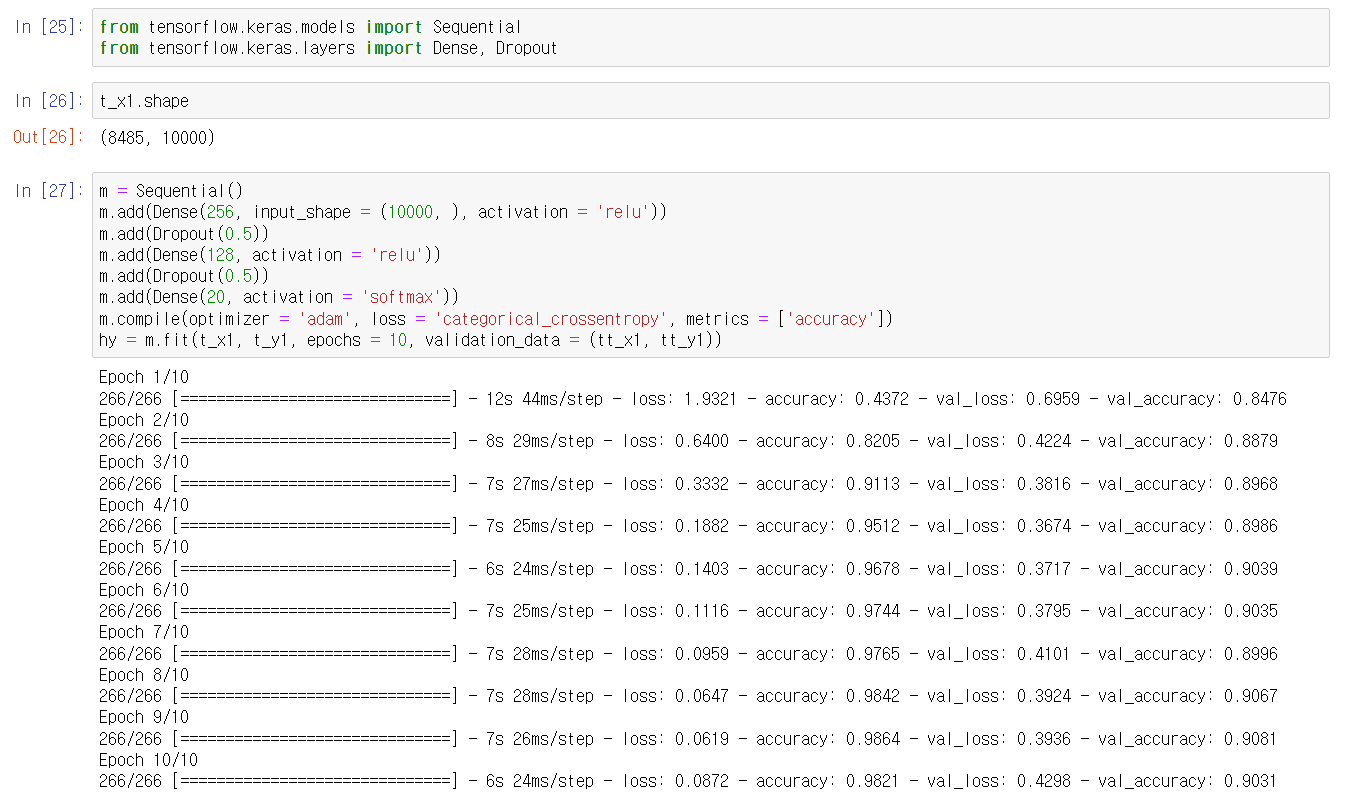 In [25]: from tensorflow.keras.models import Sequential
from tensorflow.keras.layers import Dense, Dropout
In [26]: t_x1.shape
Out[26]: (8485, 10000)
In [27]: m = Sequential()
m.add(Dense(256, input_shape = (10000, ), activation = 'relu'))
m.add(Dropout(0.5))
m.add(Dense(128, activation = 'relu'))
m.add(Dropout(0.5))
m.add(Dense(20, activation = 'softmax'))
m.compile(optimizer = 'adam', loss = 'categorical_crossentropy', metrics = ['accuracy'])
hy = m.fit(t_x1, t_y1, epochs = 10, validation_data = (tt_x1, tt_y1))
Epoch 1/10
266/266 [==============================] - 12s 44ms/step - loss: 1.9321 - accuracy: 0.4372 - val_loss: 0.6959 - val_accuracy: 0.8476
Epoch 2/10
266/266 [==============================] - 8s 29ms/step - loss: 0.6400 - accuracy: 0.8205 - val_loss: 0.4224 - val_accuracy: 0.8879
Epoch 3/10
266/266 [==============================] - 7s 27ms/step - loss: 0.3332 - accuracy: 0.9113 - val_loss: 0.3816 - val_accuracy: 0.8968
Epoch 4/10
266/266 [==============================] - 7s 25ms/step - loss: 0.1882 - accuracy: 0.9512 - val_loss: 0.3674 - val_accuracy: 0.8986
Epoch 5/10
266/266 [==============================] - 6s 24ms/step - loss: 0.1403 - accuracy: 0.9678 - val_loss: 0.3717 - val_accuracy: 0.9039
Epoch 6/10
266/266 [==============================] - 7s 25ms/step - loss: 0.1116 - accuracy: 0.9744 - val_loss: 0.3795 - val_accuracy: 0.9035
Epoch 7/10
266/266 [==============================] - 7s 28ms/step - loss: 0.0959 - accuracy: 0.9765 - val_loss: 0.4101 - val_accuracy: 0.8996
Epoch 8/10
266/266 [==============================] - 7s 28ms/step - loss: 0.0647 - accuracy: 0.9842 - val_loss: 0.3924 - val_accuracy: 0.9067
Epoch 9/10
266/266 [==============================] - 7s 26ms/step - loss: 0.0619 - accuracy: 0.9864 - val_loss: 0.3936 - val_accuracy: 0.9081
Epoch 10/10
266/266 [==============================] - 6s 24ms/step - loss: 0.0872 - accuracy: 0.9821 - val_loss: 0.4298 - val_accuracy: 0.9031